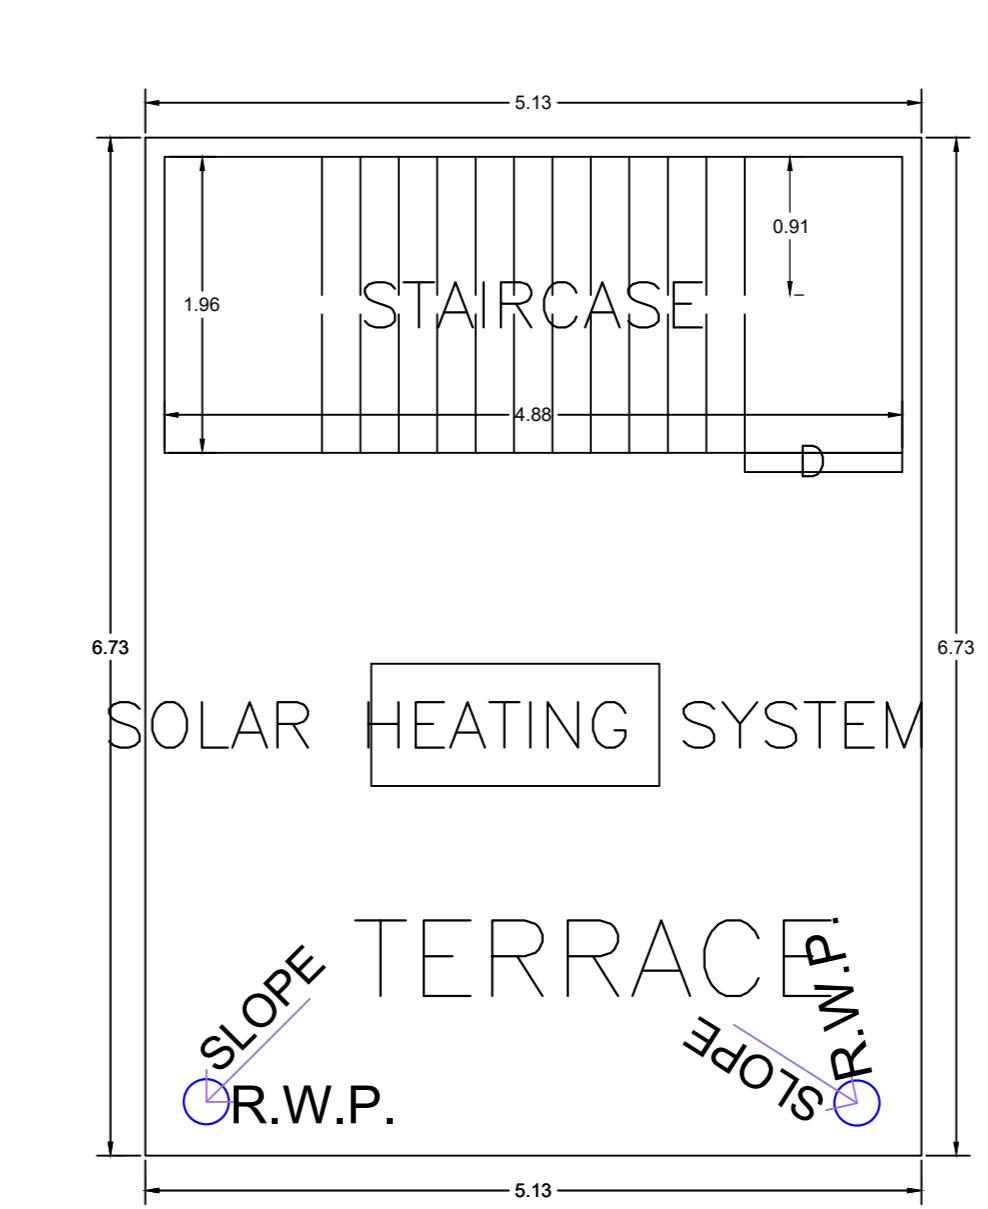 5.13
0.91
1.96
STAIRCASE
4.88
D
6.73
6.73
SOLAR HEATING SYSTEM
TERRACE
SLOPE
R.W.P.
SLOPE
R.W.P.
5.13